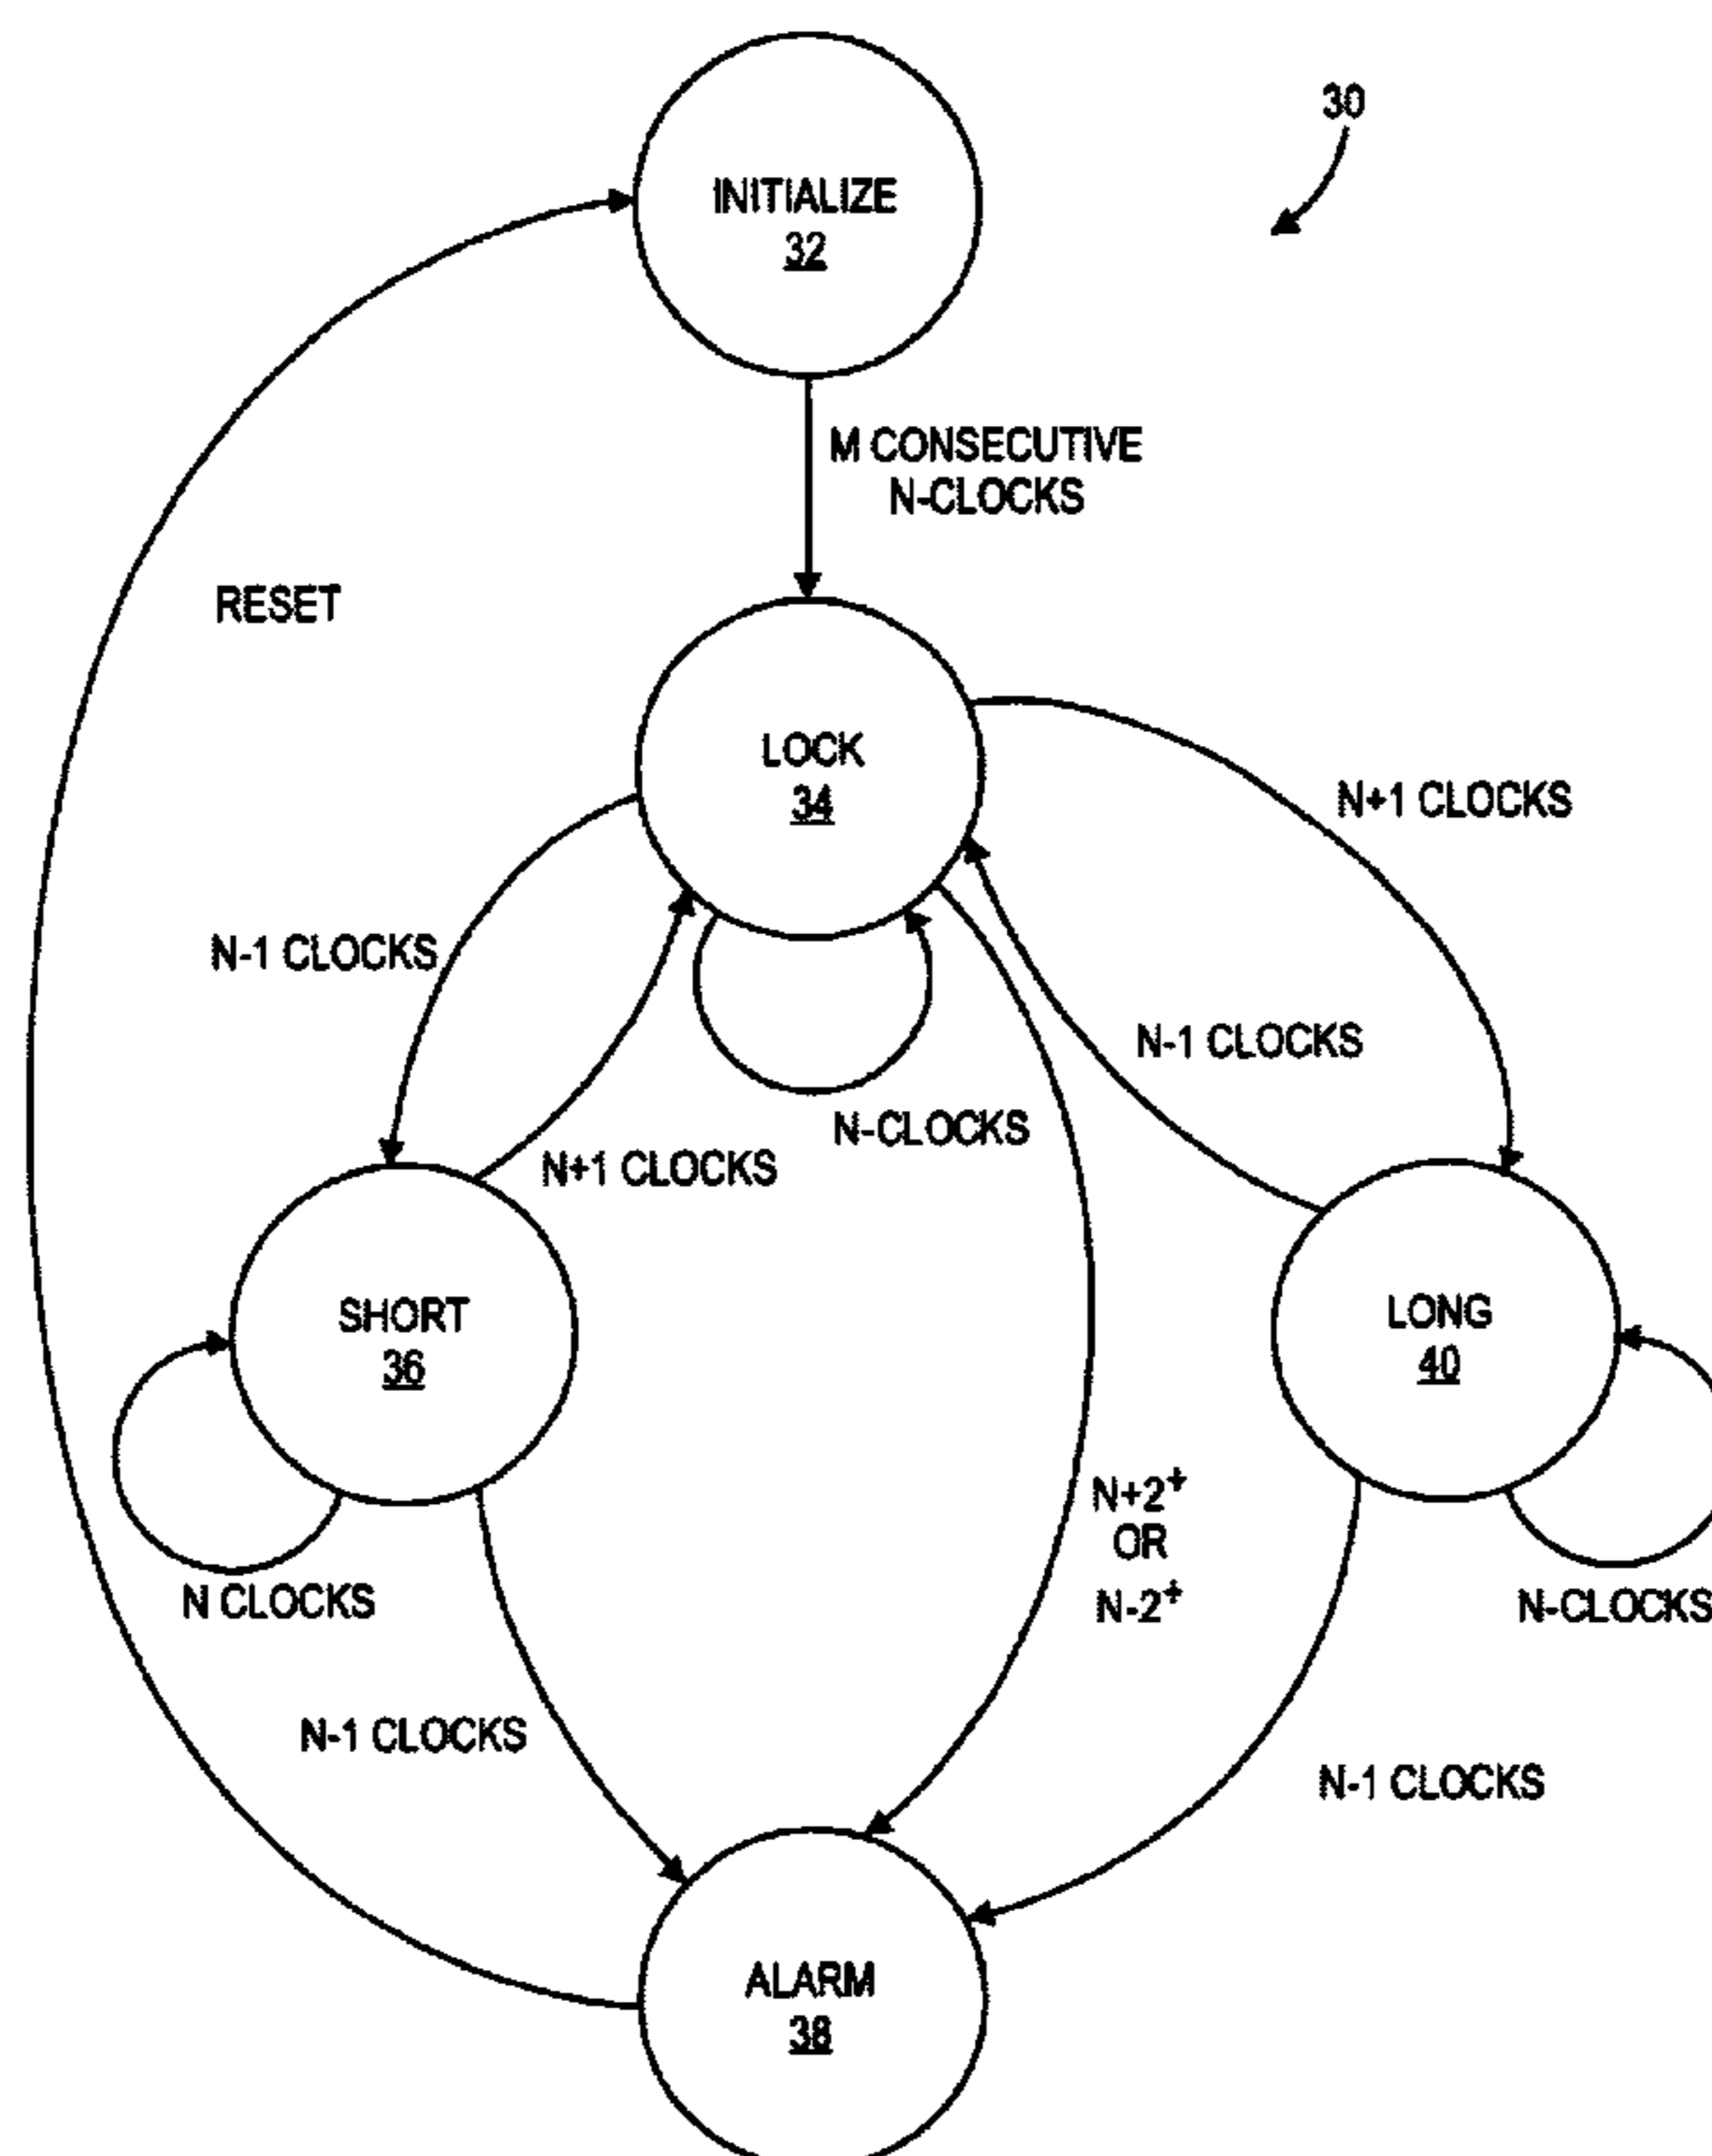 30
INITIALIZE
32
M CONSECUTIVE
N-CLOCKS
RESET
LOCK
34
N+1 CLOCKS
N-1 CLOCKS
N-1 CLOCKS
N-CLOCKS
N+1 CLOCKS
SHORT
36
LONG
40
N+2⁺
OR
N-2⁺
N CLOCKS
N-CLOCKS
N-1 CLOCKS
N-1 CLOCKS
ALARM
38